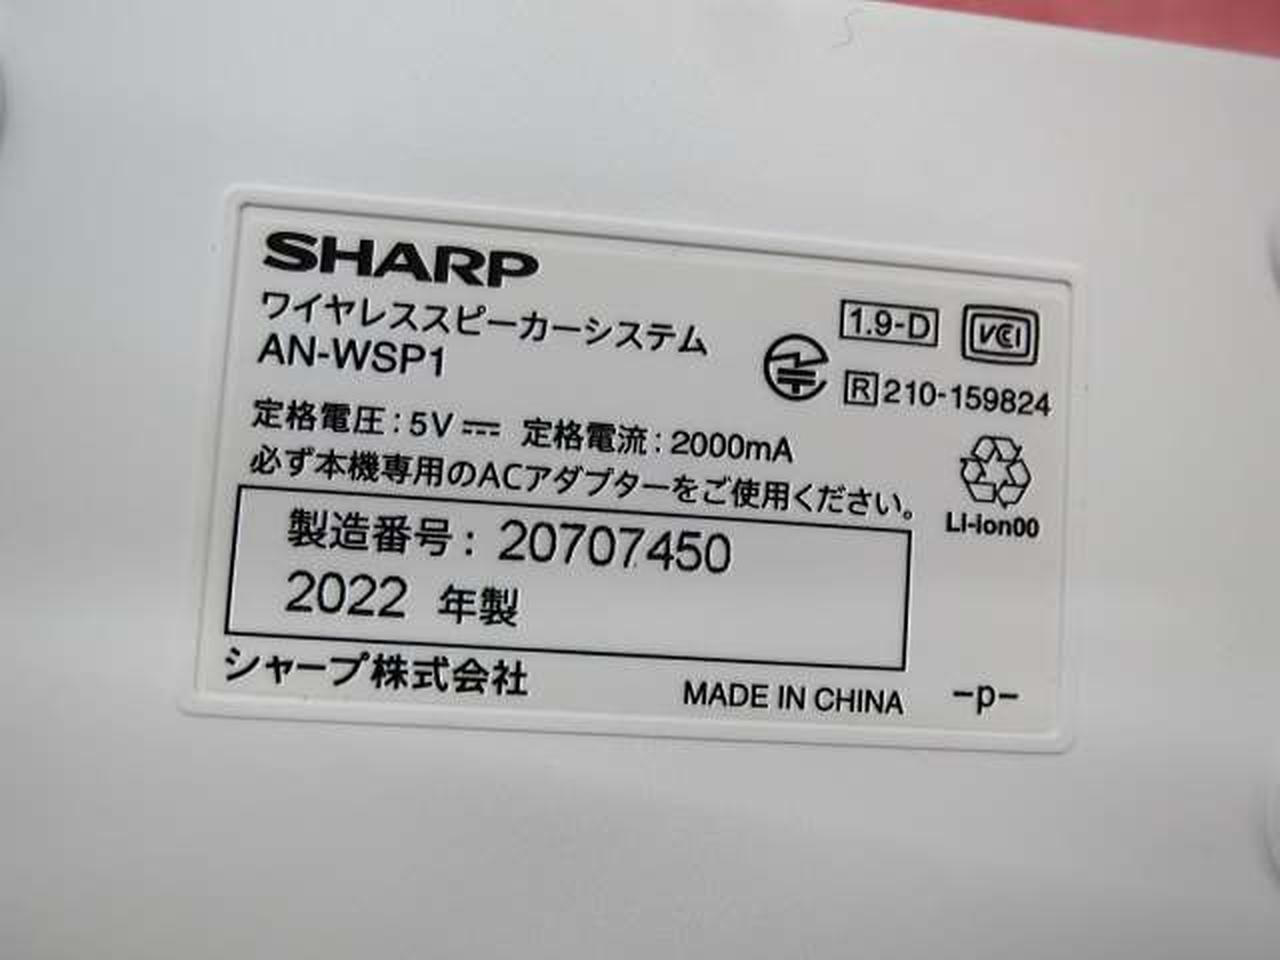 SHARP
ワイヤレススピーカーシステム
AN-WSP1
1.9-D
VCCI
R 210-159824
定格電圧:5V⎓ 定格電流:2000mA
必ず本機専用のACアダプターをご使用ください。
Li-ion00
製造番号: 20707450
2022 年製
シャープ株式会社
MADE IN CHINA
-p-